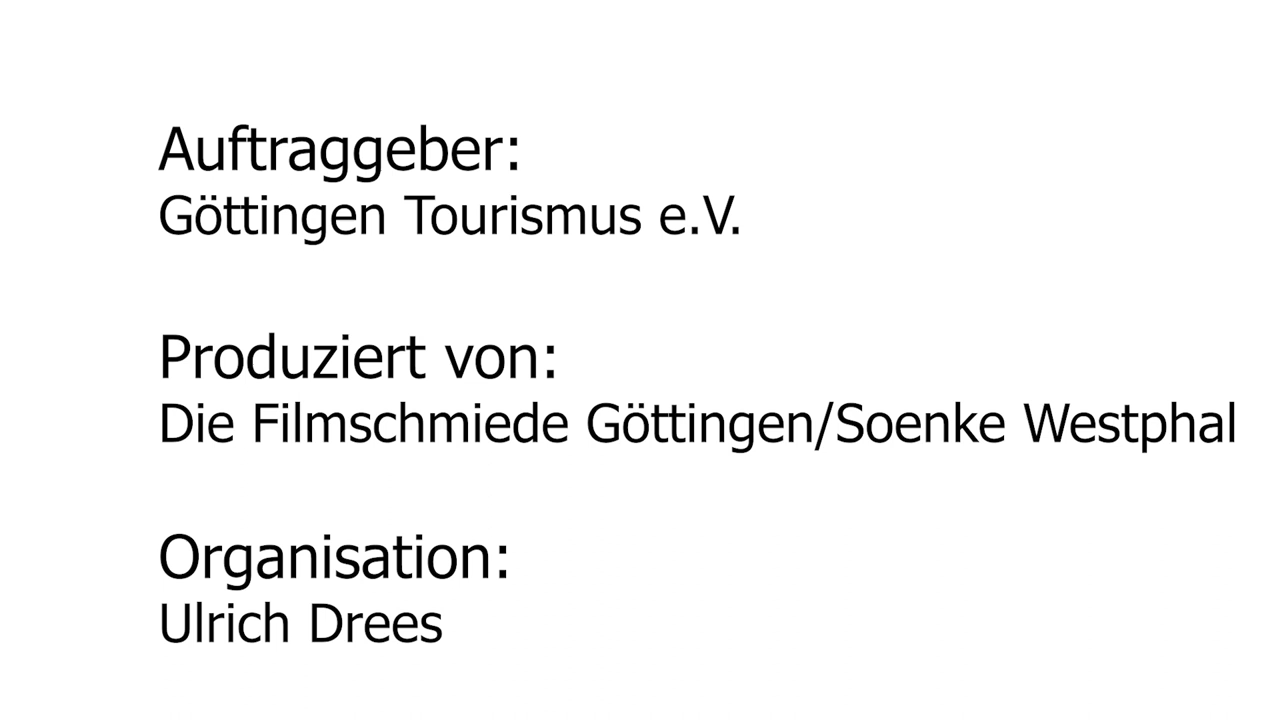 Auftraggeber:
Göttingen Tourismus e.V.
Produziert von:
Die Filmschmiede Göttingen/Soenke Westphal
Organisation:
Ulrich Drees